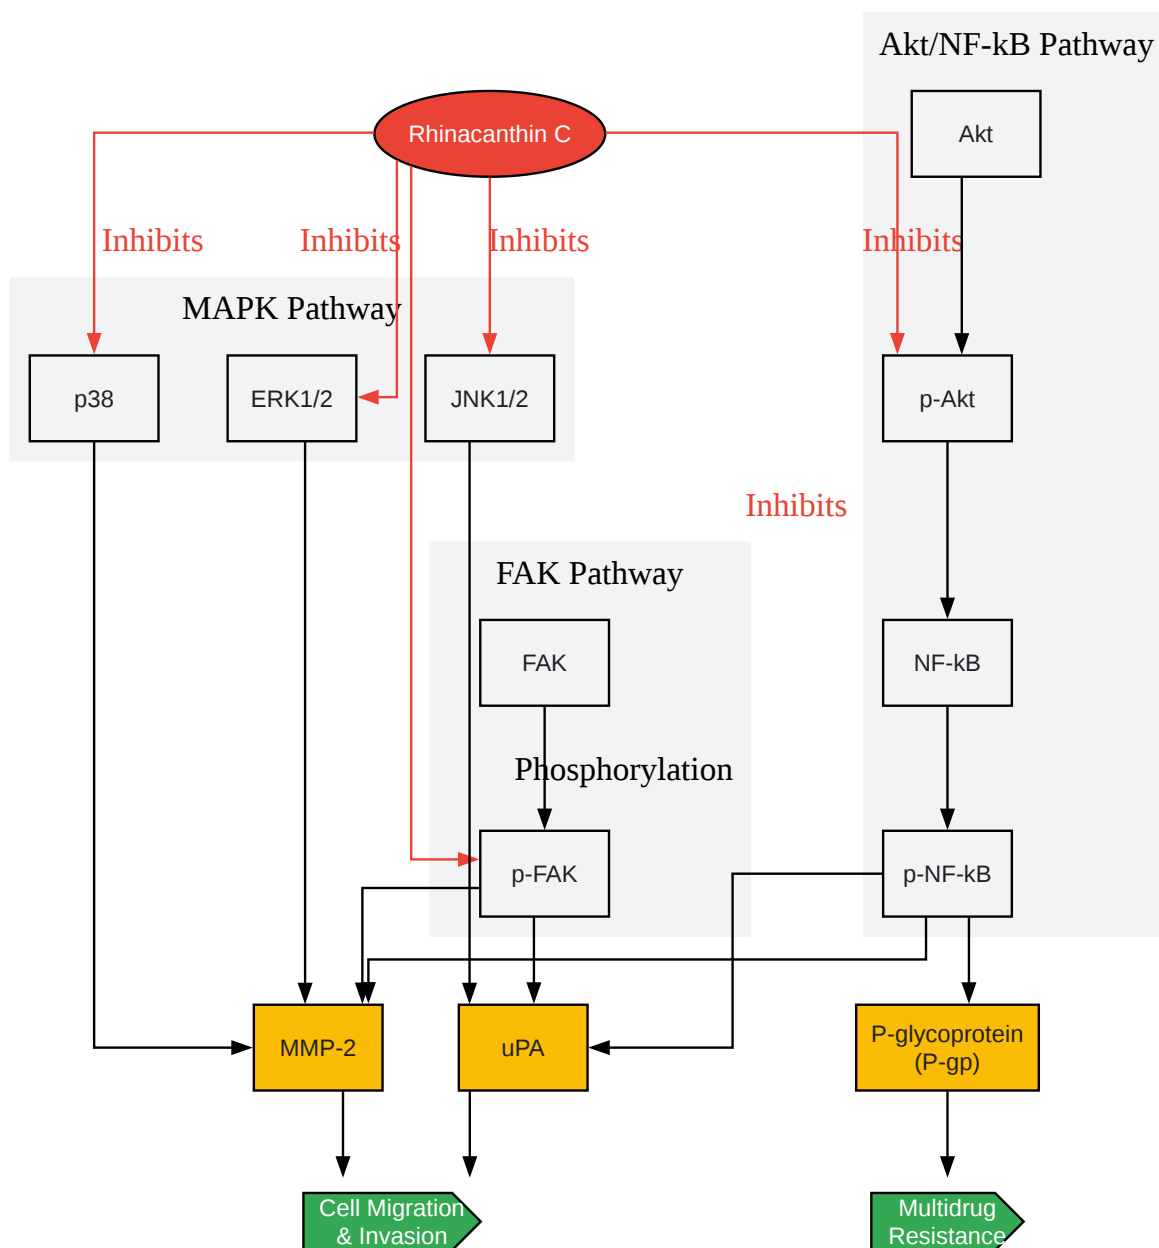 Akt/NF-kB Pathway
Rhinacanthin C
Akt
Inhibits
Inhibits
Inhibits
Inhibits
MAPK Pathway
p38
ERK1/2
JNK1/2
p-Akt
Inhibits
FAK Pathway
FAK
NF-kB
Phosphorylation
p-FAK
p-NF-kB
MMP-2
uPA
P-glycoprotein
(P-gp)
Cell Migration
& Invasion
Multidrug
Resistance